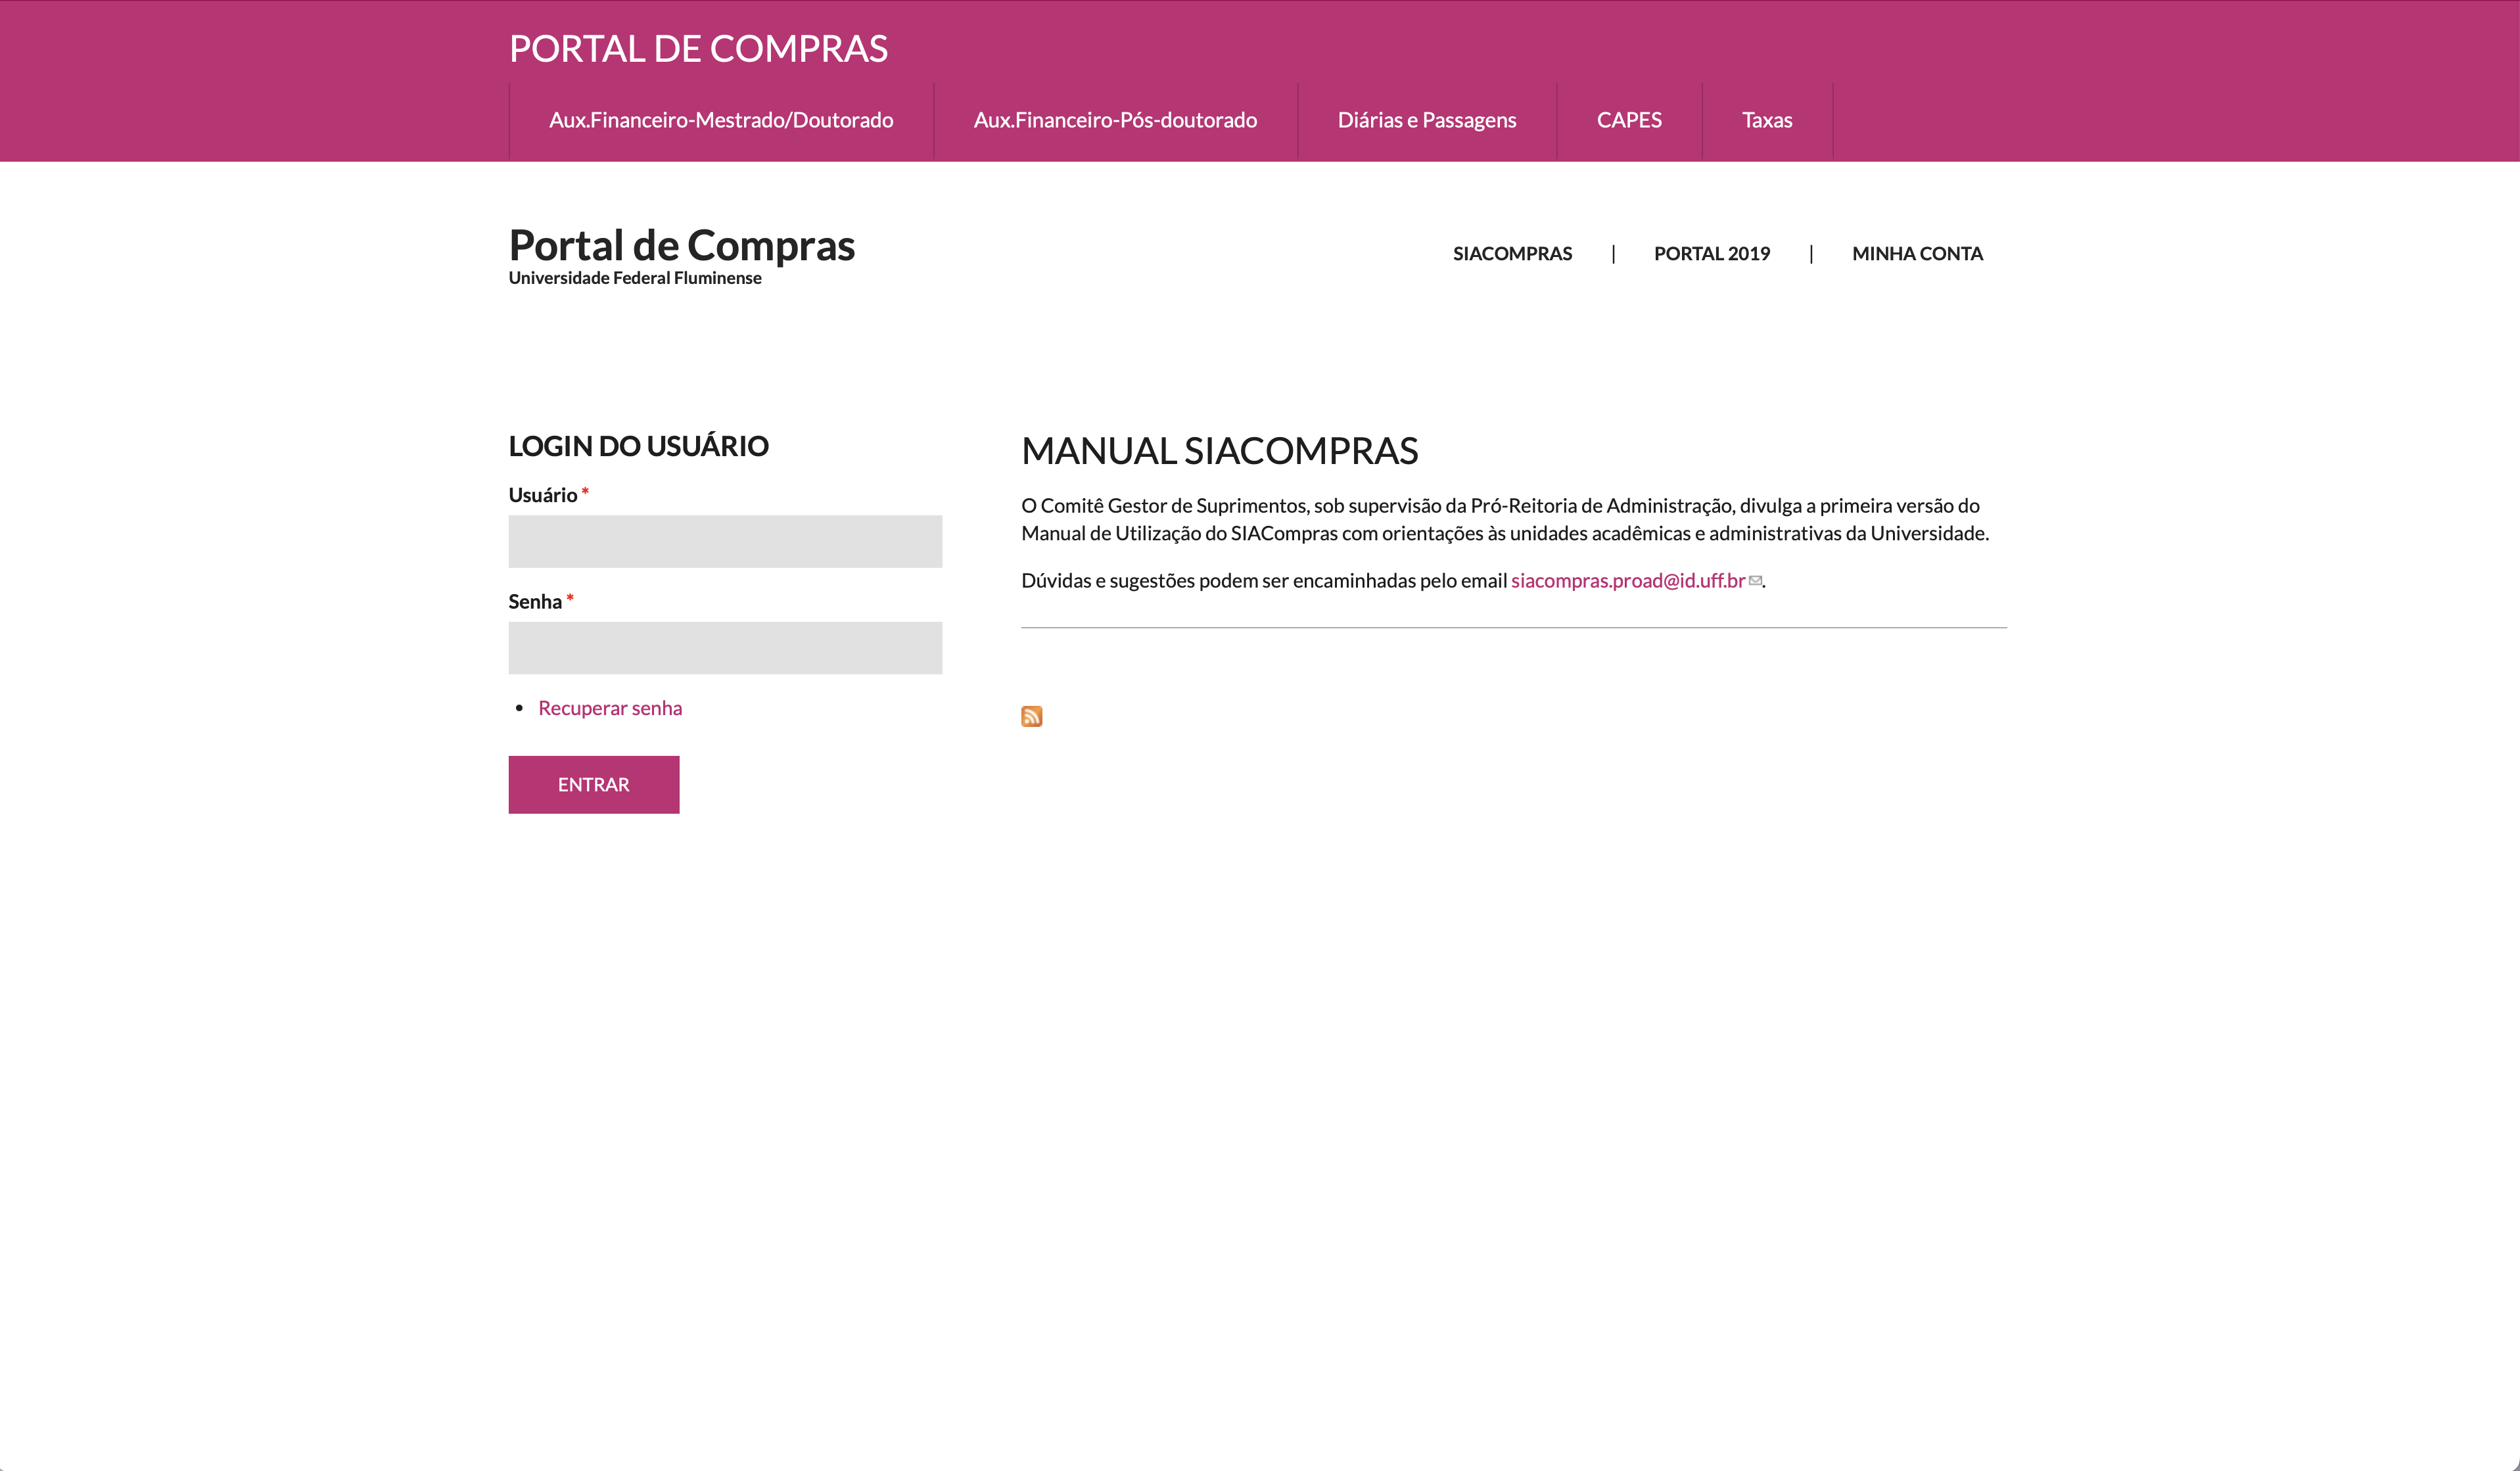 PORTAL DE COMPRAS
Aux.Financeiro-Mestrado/Doutorado
Aux.Financeiro-Pós-doutorado
Diárias e Passagens
CAPES
Taxas
Portal de Compras
Universidade Federal Fluminense
SIACOMPRAS | PORTAL 2019 | MINHA CONTA
LOGIN DO USUÁRIO
Usuário *
Senha *
Recuperar senha
ENTRAR
MANUAL SIACOMPRAS
O Comitê Gestor de Suprimentos, sob supervisão da Pró-Reitoria de Administração, divulga a primeira versão do
Manual de Utilização do SIACompras com orientações às unidades acadêmicas e administrativas da Universidade.
Dúvidas e sugestões podem ser encaminhadas pelo email siacompras.proad@id.uff.br.